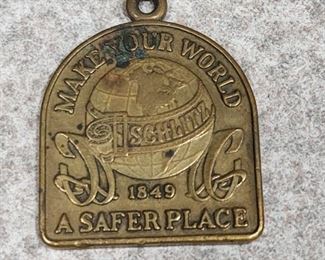 MAKE YOUR WORLD
SCHLITZ
1849
A SAFER PLACE